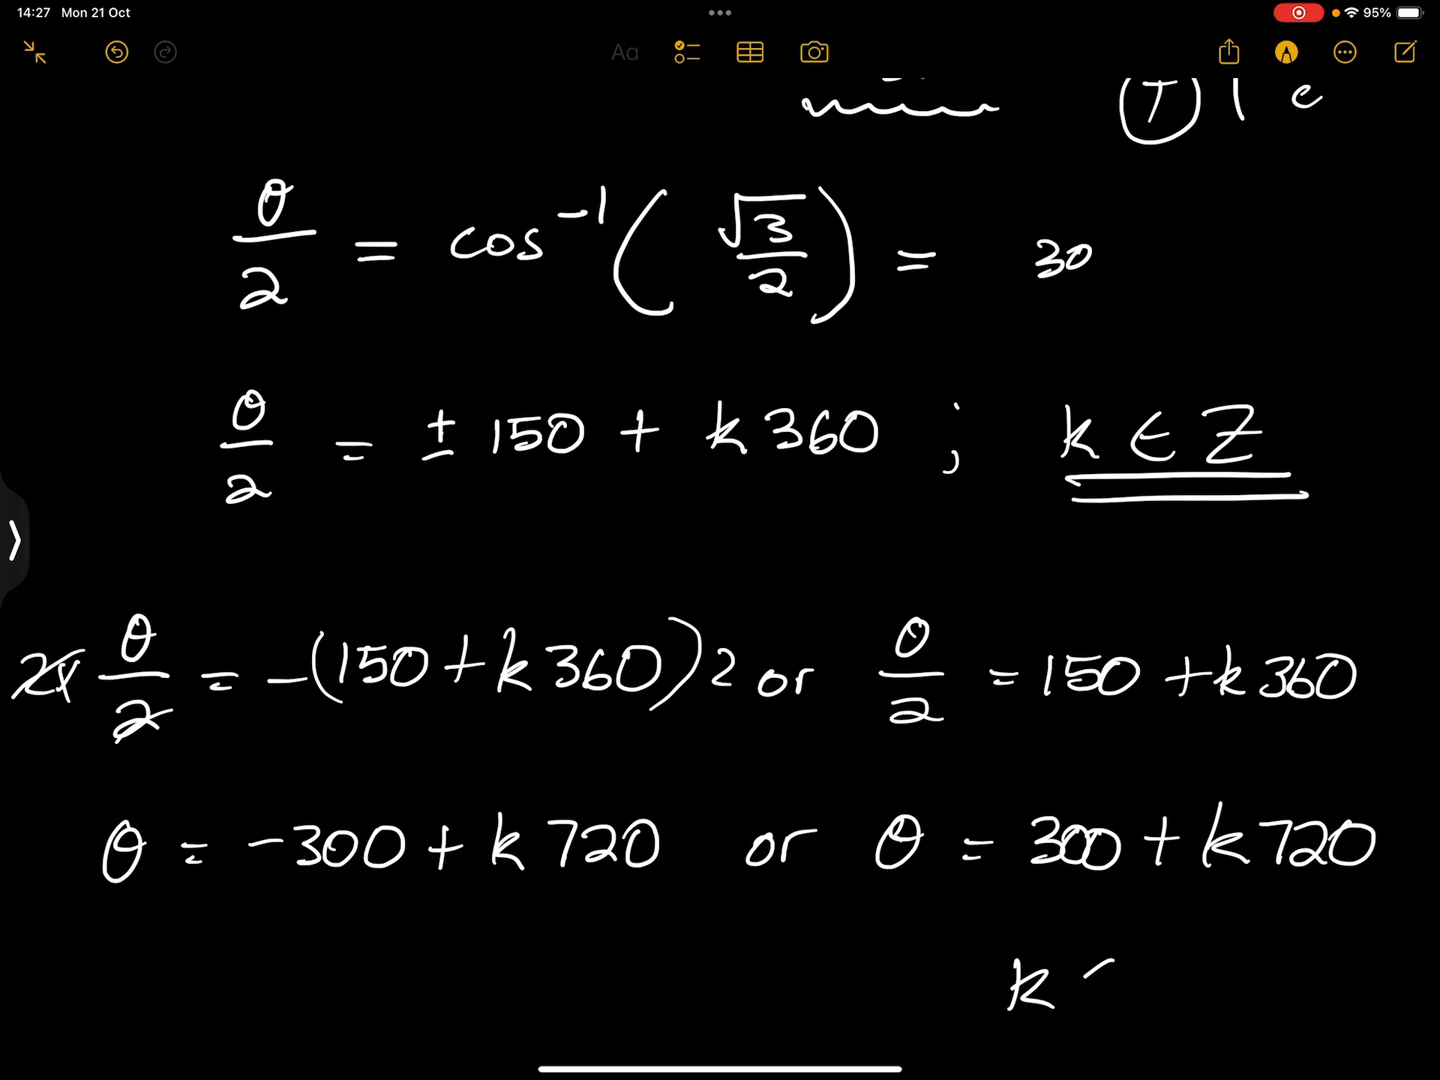 14:27 Mon 21 Oct 95%
Aa
T | c
θ/2 = cos⁻¹(√3/2) = 30
θ/2 = ± 150 + k360 ; k ∈ Z
2x θ/2 = -(150 + k360)2 or θ/2 = 150 + k360
θ = -300 + k720 or θ = 300 + k720
k